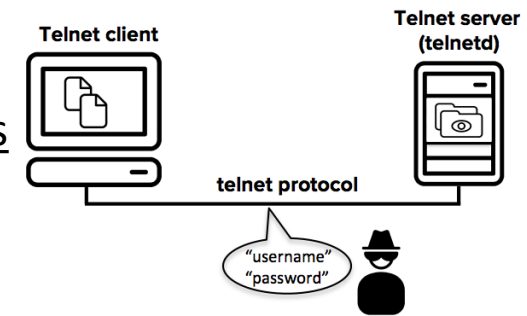 Telnet client
Telnet server
(telnetd)
s
telnet protocol
“username”
“password”